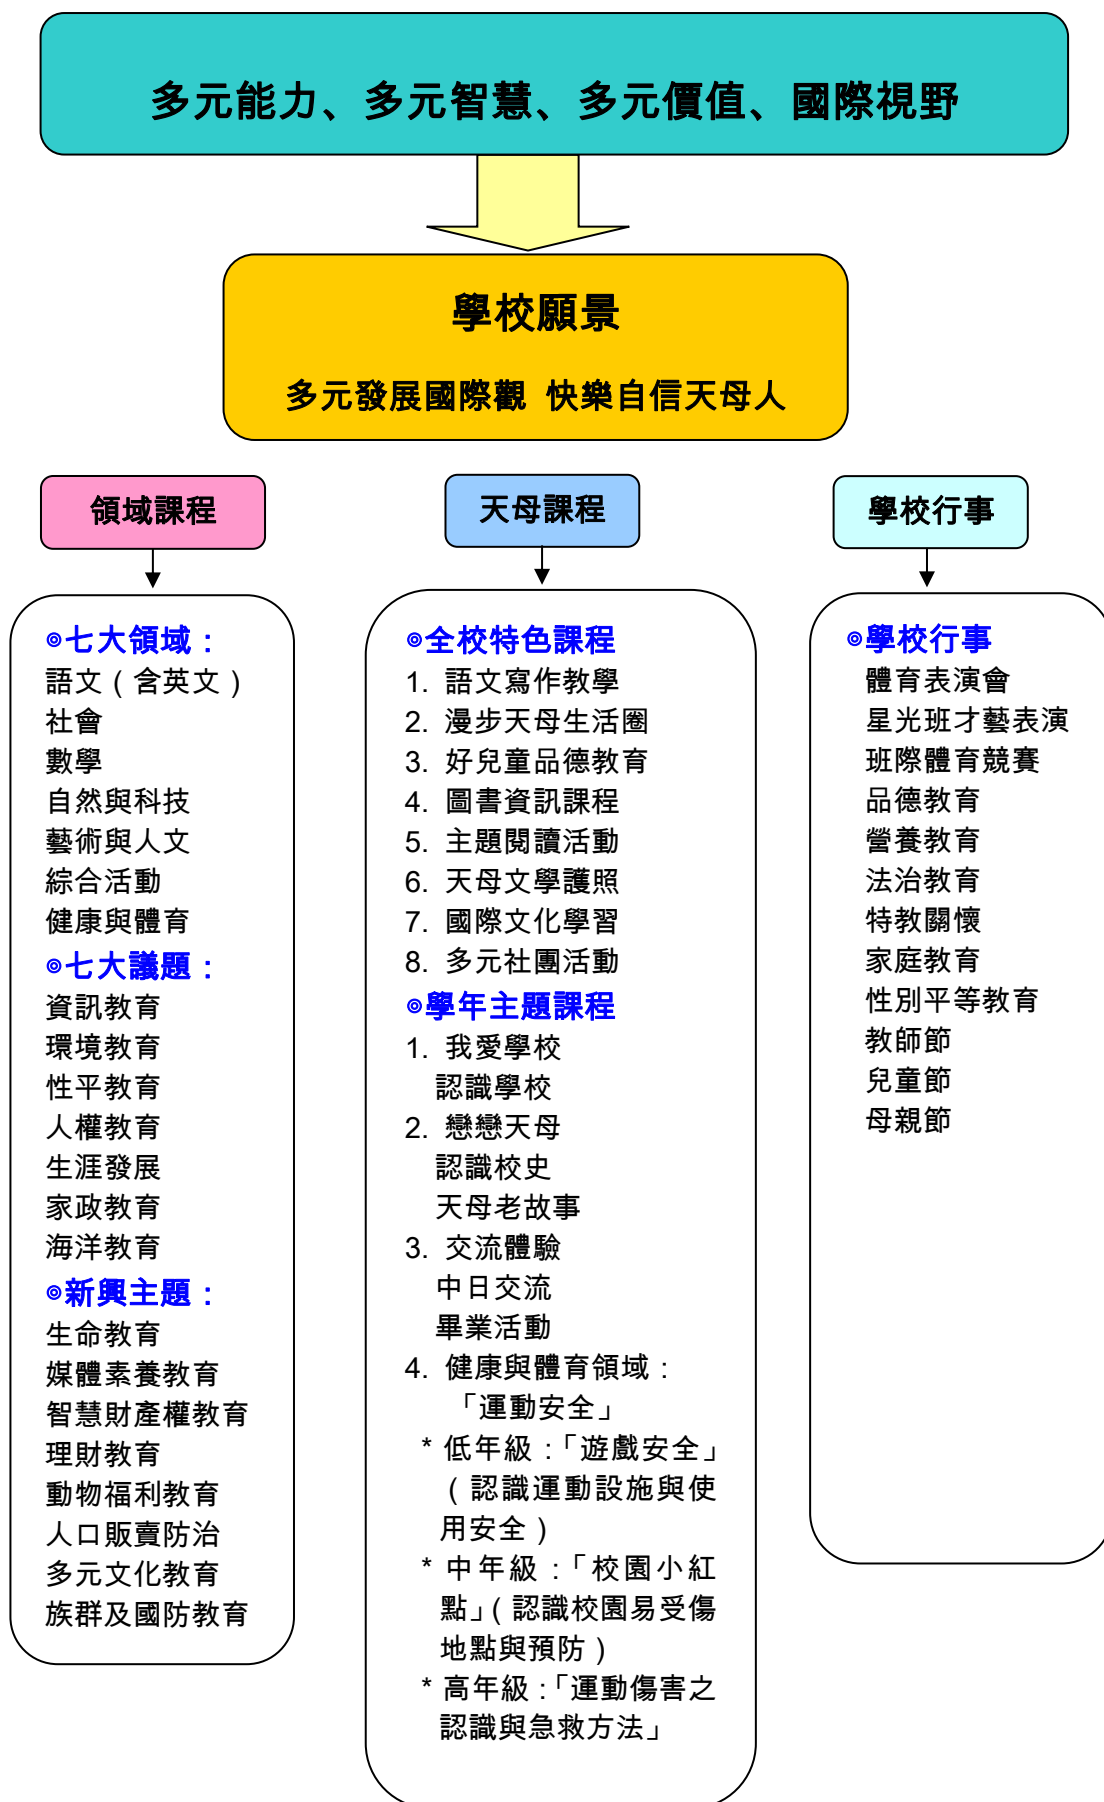 多元能力、多元智慧、多元價值、國際視野
學校願景
多元發展國際觀 快樂自信天母人
領域課程
◎七大領域：
語文（含英文）
社會
數學
自然與科技
藝術與人文
綜合活動
健康與體育
◎七大議題：
資訊教育
環境教育
性平教育
人權教育
生涯發展
家政教育
海洋教育
◎新興主題：
生命教育
媒體素養教育
智慧財產權教育
理財教育
動物福利教育
人口販賣防治
多元文化教育
族群及國防教育
天母課程
◎全校特色課程
1. 語文寫作教學
2. 漫步天母生活圈
3. 好兒童品德教育
4. 圖書資訊課程
5. 主題閱讀活動
6. 天母文學護照
7. 國際文化學習
8. 多元社團活動
◎學年主題課程
1. 我愛學校
認識學校
2. 戀戀天母
認識校史
天母老故事
3. 交流體驗
中日交流
畢業活動
4. 健康與體育領域：
「運動安全」
* 低年級：「遊戲安全」
（認識運動設施與使
用安全）
* 中年級：「校園小紅
點」（認識校園易受傷
地點與預防）
* 高年級：「運動傷害之
認識與急救方法」
學校行事
◎學校行事
體育表演會
星光班才藝表演
班際體育競賽
品德教育
營養教育
法治教育
特教關懷
家庭教育
性別平等教育
教師節
兒童節
母親節